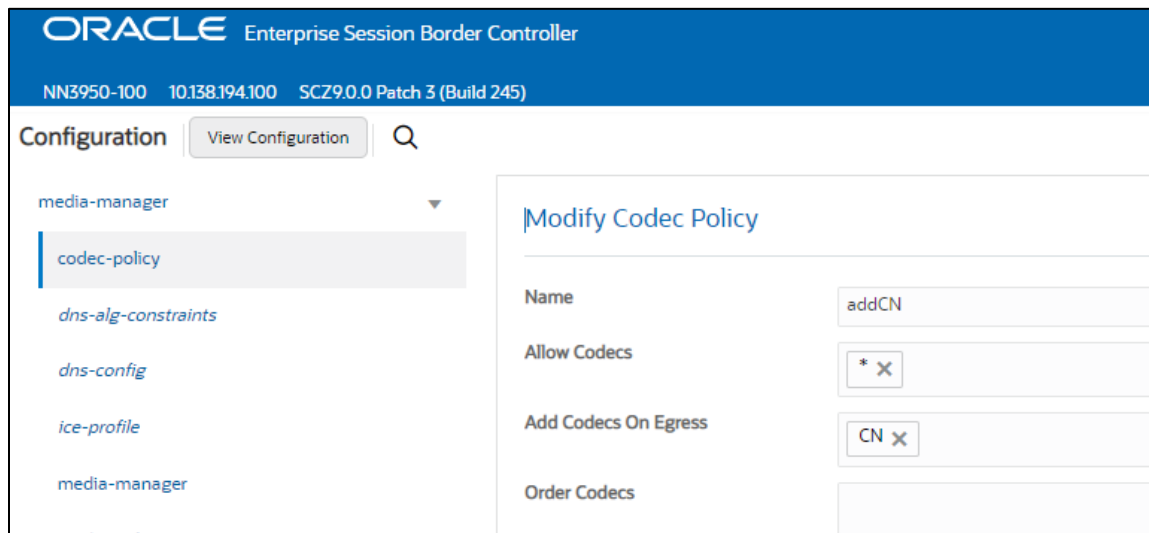 ORACLE Enterprise Session Border Controller
NN3950-100 10.138.194.100 SCZ9.0.0 Patch 3 (Build 245)
Configuration View Configuration
media-manager
codec-policy
dns-alg-constraints
dns-config
ice-profile
media-manager
Modify Codec Policy
Name addCN
Allow Codecs * ×
Add Codecs On Egress CN ×
Order Codecs